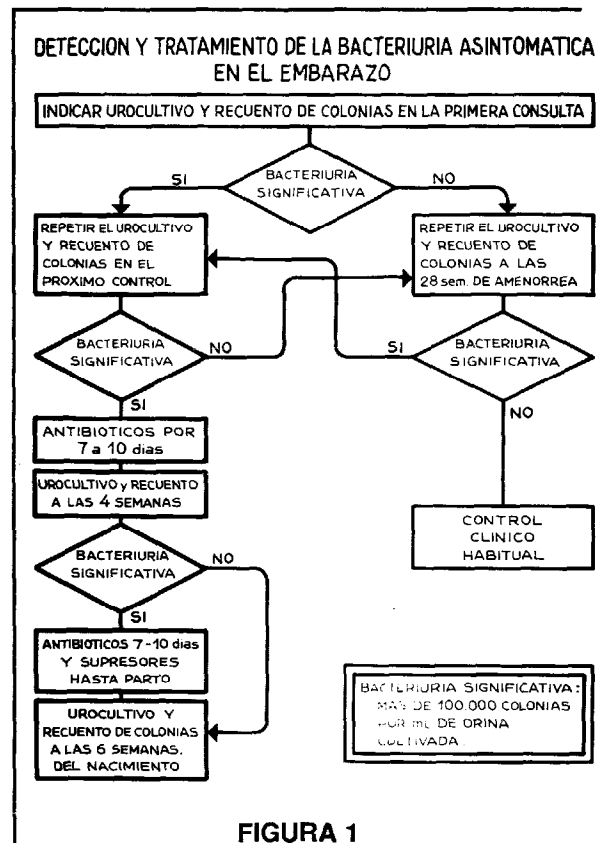 DETECCION Y TRATAMIENTO DE LA BACTERIURIA ASINTOMATICA
EN EL EMBARAZO
INDICAR UROCULTIVO Y RECUENTO DE COLONIAS EN LA PRIMERA CONSULTA
SI
BACTERIURIA
SIGNIFICATIVA
NO
REPETIR EL UROCULTIVO
Y RECUENTO DE
COLONIAS EN EL
PROXIMO CONTROL
REPETIR EL UROCULTIVO
Y RECUENTO DE
COLONIAS A LAS
28 sem. DE AMENORREA
BACTERIURIA
SIGNIFICATIVA
NO
SI
BACTERIURIA
SIGNIFICATIVA
SI
NO
ANTIBIOTICOS POR
7 a 10 dias
UROCULTIVO y RECUENTO
A LAS 4 SEMANAS
CONTROL
CLINICO
HABITUAL
BACTERIURIA
SIGNIFICATIVA
NO
SI
ANTIBIOTICOS 7-10 dias
Y SUPRESORES
HASTA PARTO
UROCULTIVO Y
RECUENTO DE COLONIAS
A LAS 6 SEMANAS.
DEL NACIMIENTO
BACTERIURIA SIGNIFICATIVA:
MAS DE 100.000 COLONIAS
POR mL DE ORINA
CULTIVADA.
FIGURA 1